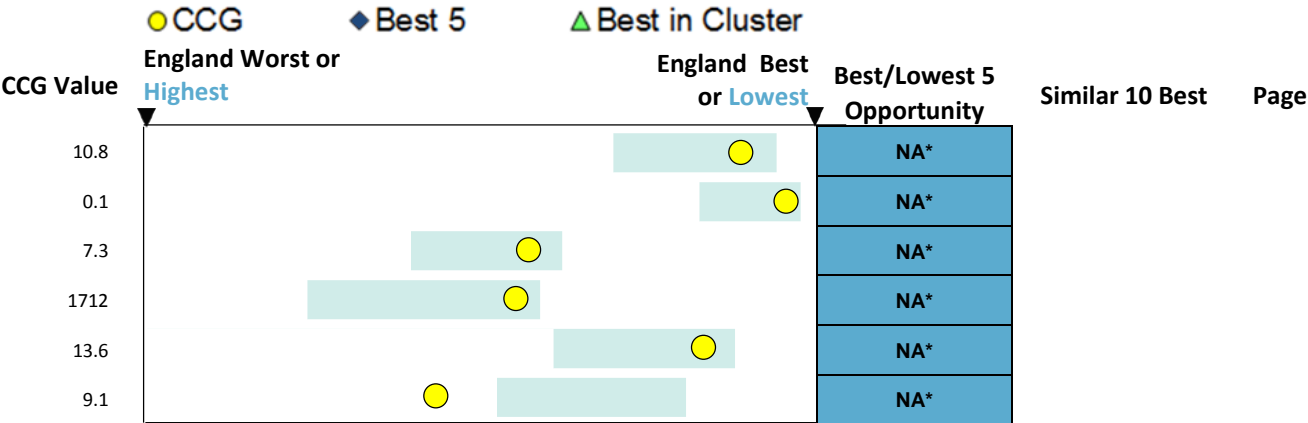 CCG Best 5 Best in Cluster
CCG Value
England Worst or
Highest
England Best
or Lowest
Best/Lowest 5
Opportunity
Similar 10 Best
Page
10.8 NA*
0.1 NA*
7.3 NA*
1712 NA*
13.6 NA*
9.1 NA*